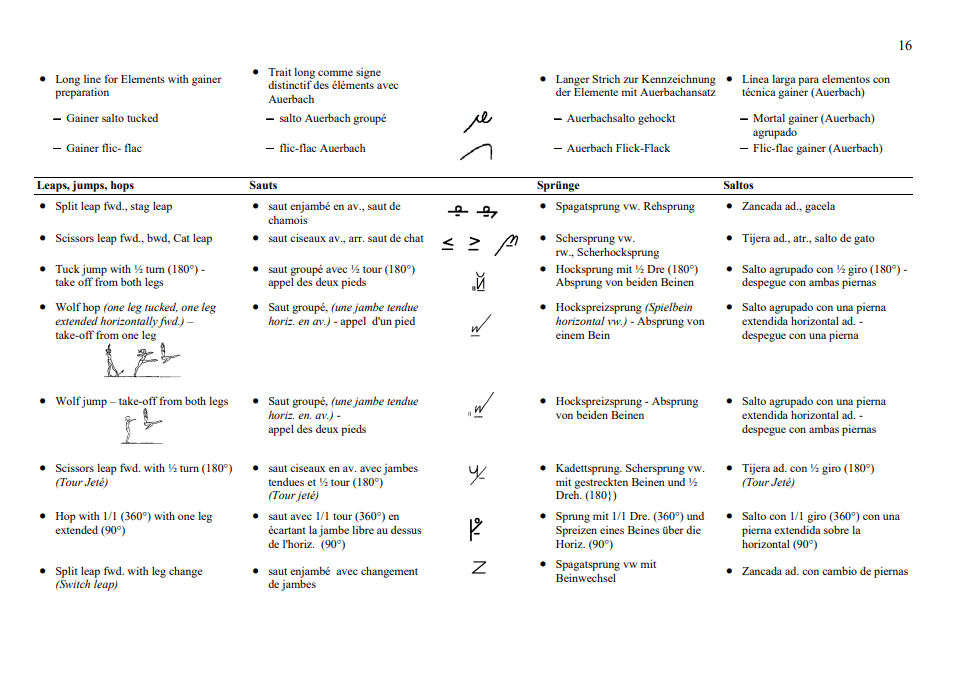 16
• Long line for Elements with gainer
preparation
• Trait long comme signe
distinctif des éléments avec
Auerbach
• Langer Strich zur Kennzeichnung
der Elemente mit Auerbachansatz
• Línea larga para elementos con
técnica gainer (Auerbach)
– Gainer salto tucked
– salto Auerbach groupé
– Auerbachsalto gehockt
– Mortal gainer (Auerbach)
agrupado
– Gainer flic- flac
– flic-flac Auerbach
– Auerbach Flick-Flack
– Flic-flac gainer (Auerbach)
Leaps, jumps, hops
Sauts
Sprünge
Saltos
• Split leap fwd., stag leap
• saut enjambé en av., saut de
chamois
• Spagatsprung vw. Rehsprung
• Zancada ad., gacela
• Scissors leap fwd., bwd, Cat leap
• saut ciseaux av., arr. saut de chat
• Schersprung vw.
rw., Scherhocksprung
• Tijera ad., atr., salto de gato
• Tuck jump with ½ turn (180°) -
take off from both legs
• saut groupé avec ½ tour (180°)
appel des deux pieds
• Hocksprung mit ½ Dre (180°)
Absprung von beiden Beinen
• Salto agrupado con ½ giro (180°) -
despegue con ambas piernas
• Wolf hop (one leg tucked, one leg
extended horizontally fwd.) –
take-off from one leg
• Saut groupé, (une jambe tendue
horiz. en av.) - appel d'un pied
• Hockspreizsprung (Spielbein
horizontal vw.) - Absprung von
einem Bein
• Salto agrupado con una pierna
extendida horizontal ad. -
despegue con una pierna
• Wolf jump – take-off from both legs
• Saut groupé, (une jambe tendue
horiz. en. av.) -
appel des deux pieds
• Hockspreizsprung - Absprung
von beiden Beinen
• Salto agrupado con una pierna
extendida horizontal ad. -
despegue con ambas piernas
• Scissors leap fwd. with ½ turn (180°)
(Tour Jeté)
• saut ciseaux en av. avec jambes
tendues et ½ tour (180°)
(Tour jeté)
• Kadettsprung. Schersprung vw.
mit gestreckten Beinen und ½
Dreh. (180})
• Tijera ad. con ½ giro (180°)
(Tour Jeté)
• Hop with 1/1 (360°) with one leg
extended (90°)
• saut avec 1/1 tour (360°) en
écartant la jambe libre au dessus
de l'horiz. (90°)
• Sprung mit 1/1 Dre. (360°) und
Spreizen eines Beines über die
Horiz. (90°)
• Salto con 1/1 giro (360°) con una
pierna extendida sobre la
horizontal (90°)
• Split leap fwd. with leg change
(Switch leap)
• saut enjambé avec changement
de jambes
• Spagatsprung vw mit
Beinwechsel
• Zancada ad. con cambio de piernas